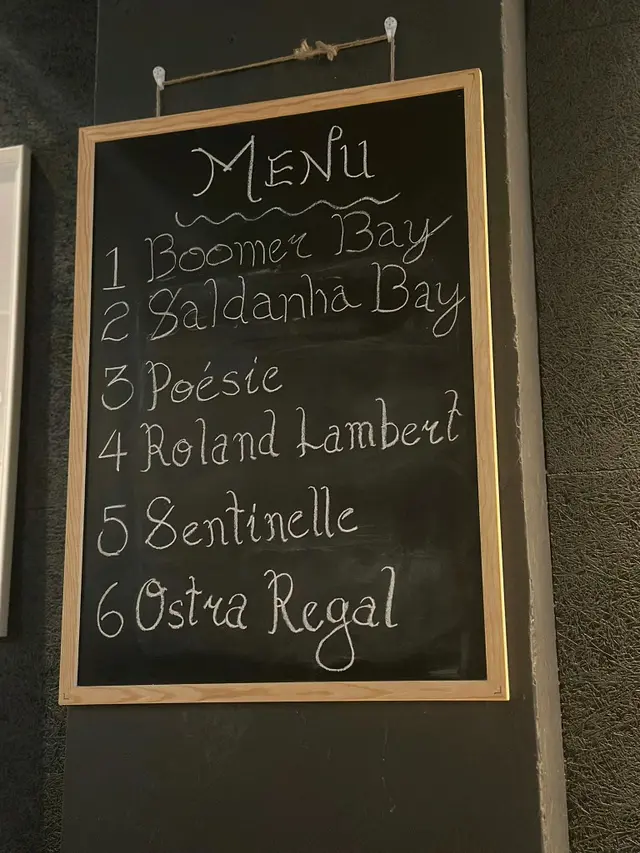 MENU
1 Boomer Bay
2 Saldanha Bay
3 Poésie
4 Roland Lambert
5 Sentinelle
6 Ostra Regal